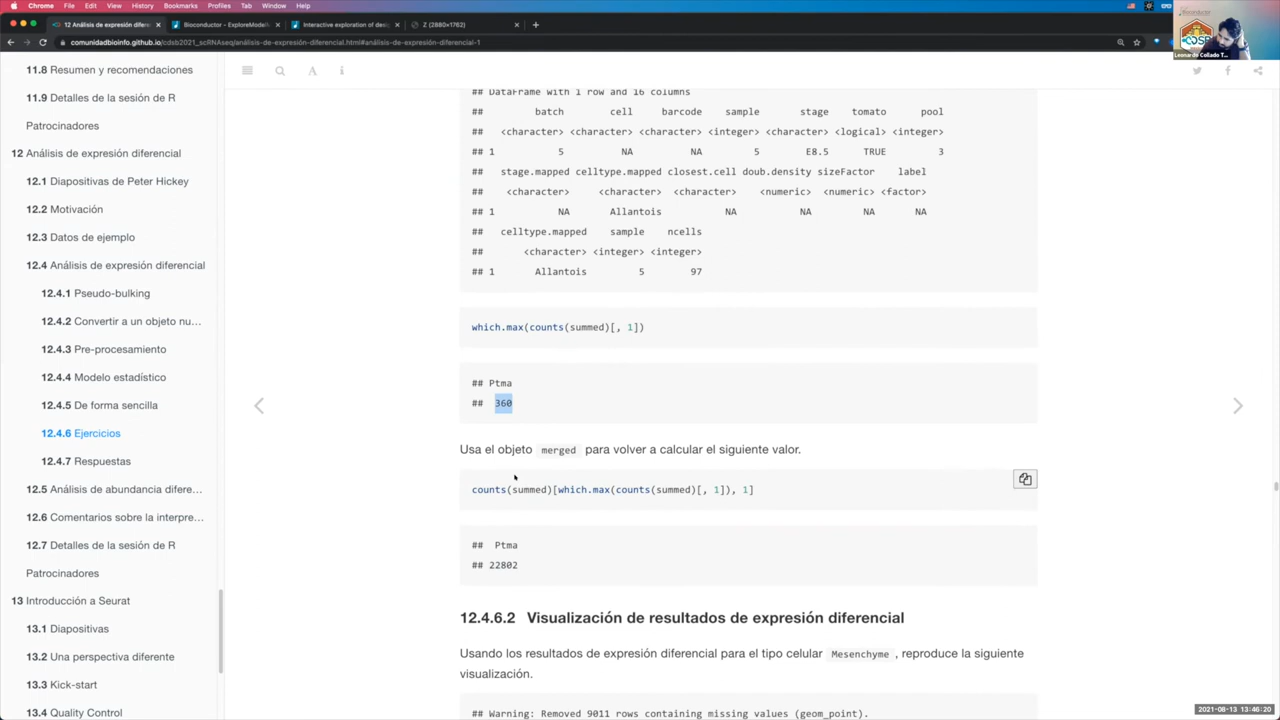 Chrome File Edit View History Bookmarks Profiles Tab Window Help
12 Análisis de expresión difere
Bioconductor - ExploreModel
Interactive exploration of des
Z (2880×1762)
comunidadbioinfo.github.io/cdsb2021_scRNAseq/análisis-de-expresión-diferencial.html#análisis-de-expresión-diferencial-1
Leonardo Collado T...
11.8 Resumen y recomendaciones
11.9 Detalles de la sesión de R
Patrocinadores
12 Análisis de expresión diferencial
12.1 Diapositivas de Peter Hickey
12.2 Motivación
12.3 Datos de ejemplo
12.4 Análisis de expresión diferencial
12.4.1 Pseudo-bulking
12.4.2 Convertir a un objeto nu...
12.4.3 Pre-procesamiento
12.4.4 Modelo estadístico
12.4.5 De forma sencilla
12.4.6 Ejercicios
12.4.7 Respuestas
12.5 Análisis de abundancia difere...
12.6 Comentarios sobre la interpre...
12.7 Detalles de la sesión de R
Patrocinadores
13 Introducción a Seurat
13.1 Diapositivas
13.2 Una perspectiva diferente
13.3 Kick-start
13.4 Quality Control
## DataFrame with 1 row and 16 columns
## batch cell barcode sample stage tomato pool
## <character> <character> <character> <integer> <character> <logical> <integer>
## 1 5 NA NA 5 E8.5 TRUE 3
## stage.mapped celltype.mapped closest.cell doub.density sizeFactor label
## <character> <character> <character> <numeric> <numeric> <factor>
## 1 NA Allantois NA NA NA NA
## celltype.mapped sample ncells
## <character> <integer> <integer>
## 1 Allantois 5 97
which.max(counts(summed)[, 1])
## Ptma
## 360
Usa el objeto merged para volver a calcular el siguiente valor.
counts(summed)[which.max(counts(summed)[, 1]), 1]
## Ptma
## 22802
12.4.6.2 Visualización de resultados de expresión diferencial
Usando los resultados de expresión diferencial para el tipo celular Mesenchyme , reproduce la siguiente
visualización.
## Warning: Removed 9011 rows containing missing values (geom_point).
2021-08-13 13:46:20